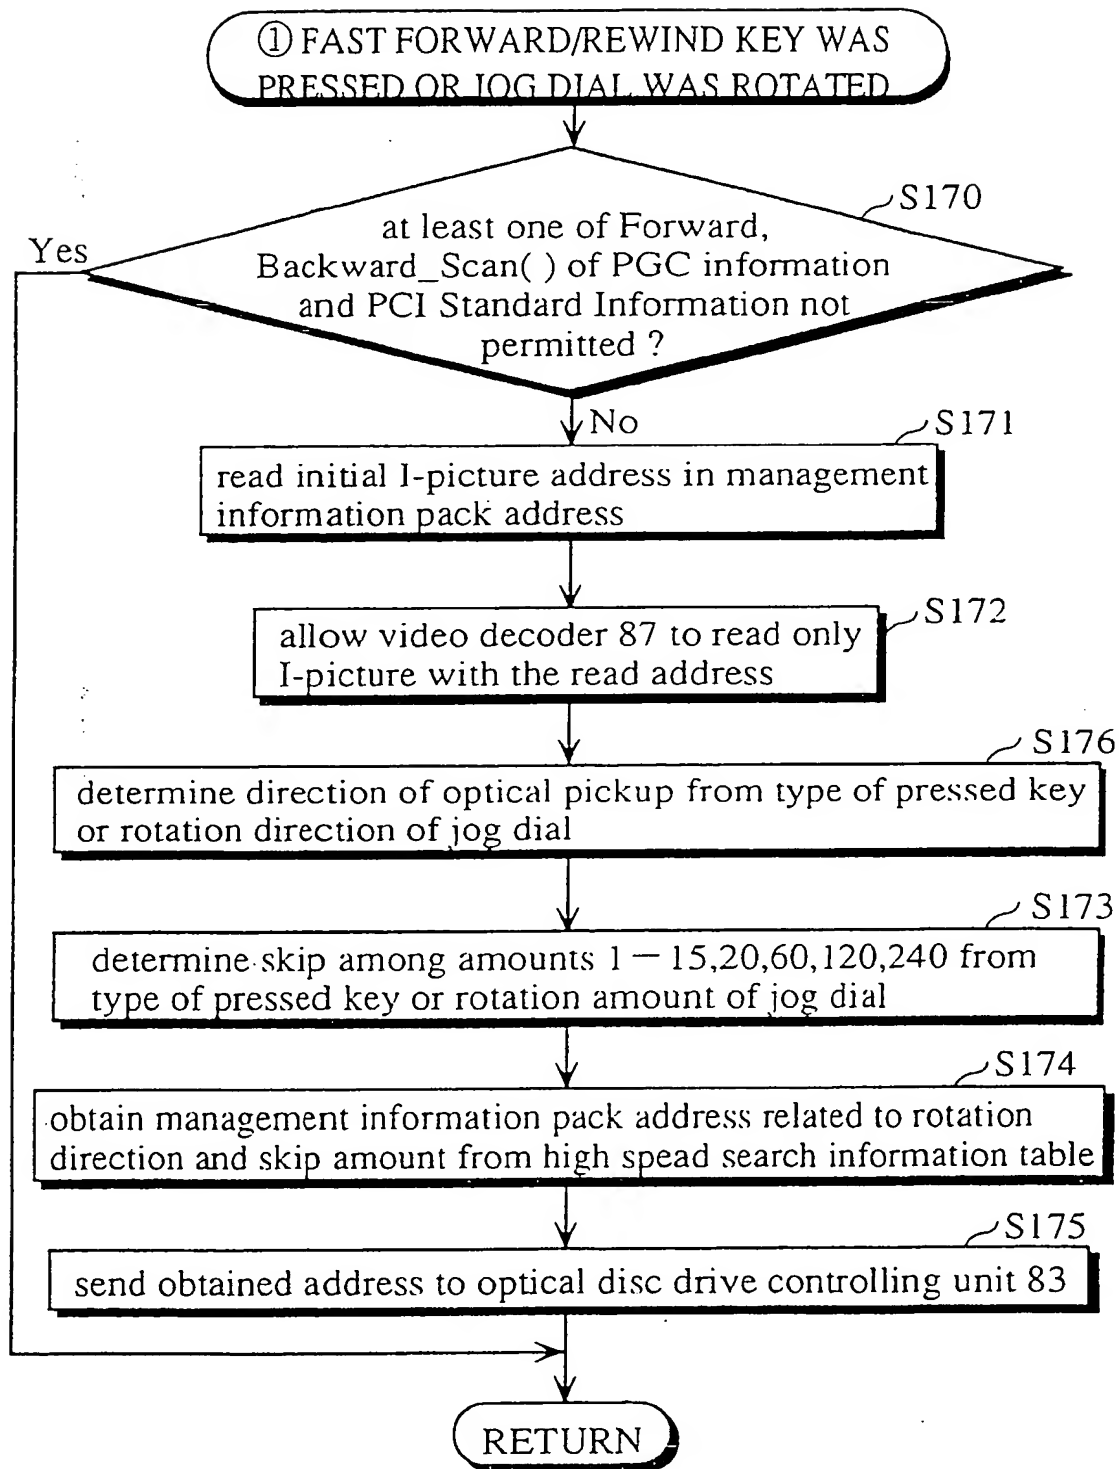 ① FAST FORWARD/REWIND KEY WAS
PRESSED OR JOG DIAL WAS ROTATED
S170
Yes
at least one of Forward,
Backward_Scan( ) of PGC information
and PCI Standard Information not
permitted ?
No
S171
read initial I-picture address in management
information pack address
S172
allow video decoder 87 to read only
I-picture with the read address
S176
determine direction of optical pickup from type of pressed key
or rotation direction of jog dial
S173
determine skip among amounts 1 — 15,20,60,120,240 from
type of pressed key or rotation amount of jog dial
S174
obtain management information pack address related to rotation
direction and skip amount from high spead search information table
S175
send obtained address to optical disc drive controlling unit 83
RETURN